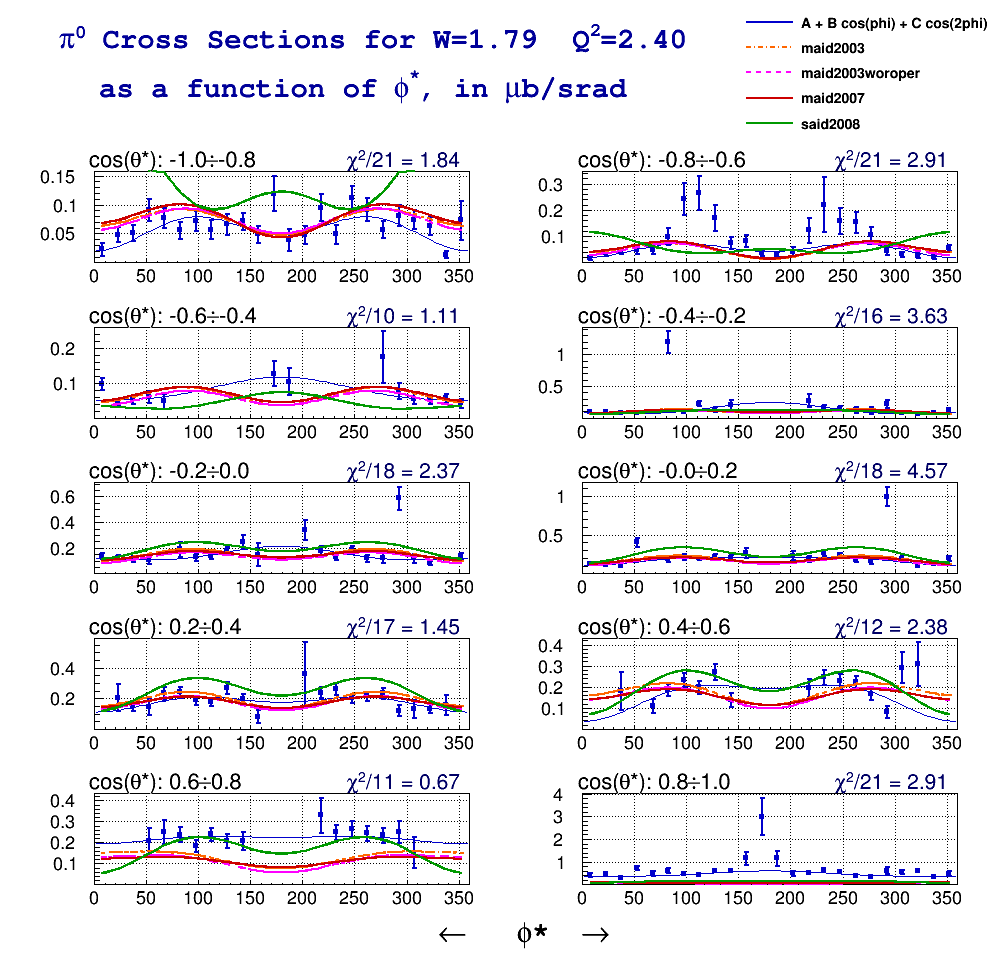 π⁰ Cross Sections for W=1.79 Q²=2.40
as a function of ϕ*, in μb/srad
A + B cos(phi) + C cos(2phi)
maid2003
maid2003woroper
maid2007
said2008
cos(θ*): -1.0÷-0.8 χ²/21 = 1.84
0.15
0.1
0.05
0 50 100 150 200 250 300 350
cos(θ*): -0.8÷-0.6 χ²/21 = 2.91
0.3
0.2
0.1
0 50 100 150 200 250 300 350
cos(θ*): -0.6÷-0.4 χ²/10 = 1.11
0.2
0.1
0 50 100 150 200 250 300 350
cos(θ*): -0.4÷-0.2 χ²/16 = 3.63
1
0.5
0 50 100 150 200 250 300 350
cos(θ*): -0.2÷0.0 χ²/18 = 2.37
0.6
0.4
0.2
0 50 100 150 200 250 300 350
cos(θ*): -0.0÷0.2 χ²/18 = 4.57
1
0.5
0 50 100 150 200 250 300 350
cos(θ*): 0.2÷0.4 χ²/17 = 1.45
0.4
0.2
0 50 100 150 200 250 300 350
cos(θ*): 0.4÷0.6 χ²/12 = 2.38
0.4
0.3
0.2
0.1
0 50 100 150 200 250 300 350
cos(θ*): 0.6÷0.8 χ²/11 = 0.67
0.4
0.3
0.2
0.1
0 50 100 150 200 250 300 350
cos(θ*): 0.8÷1.0 χ²/21 = 2.91
4
3
2
1
0 50 100 150 200 250 300 350
← ϕ* →